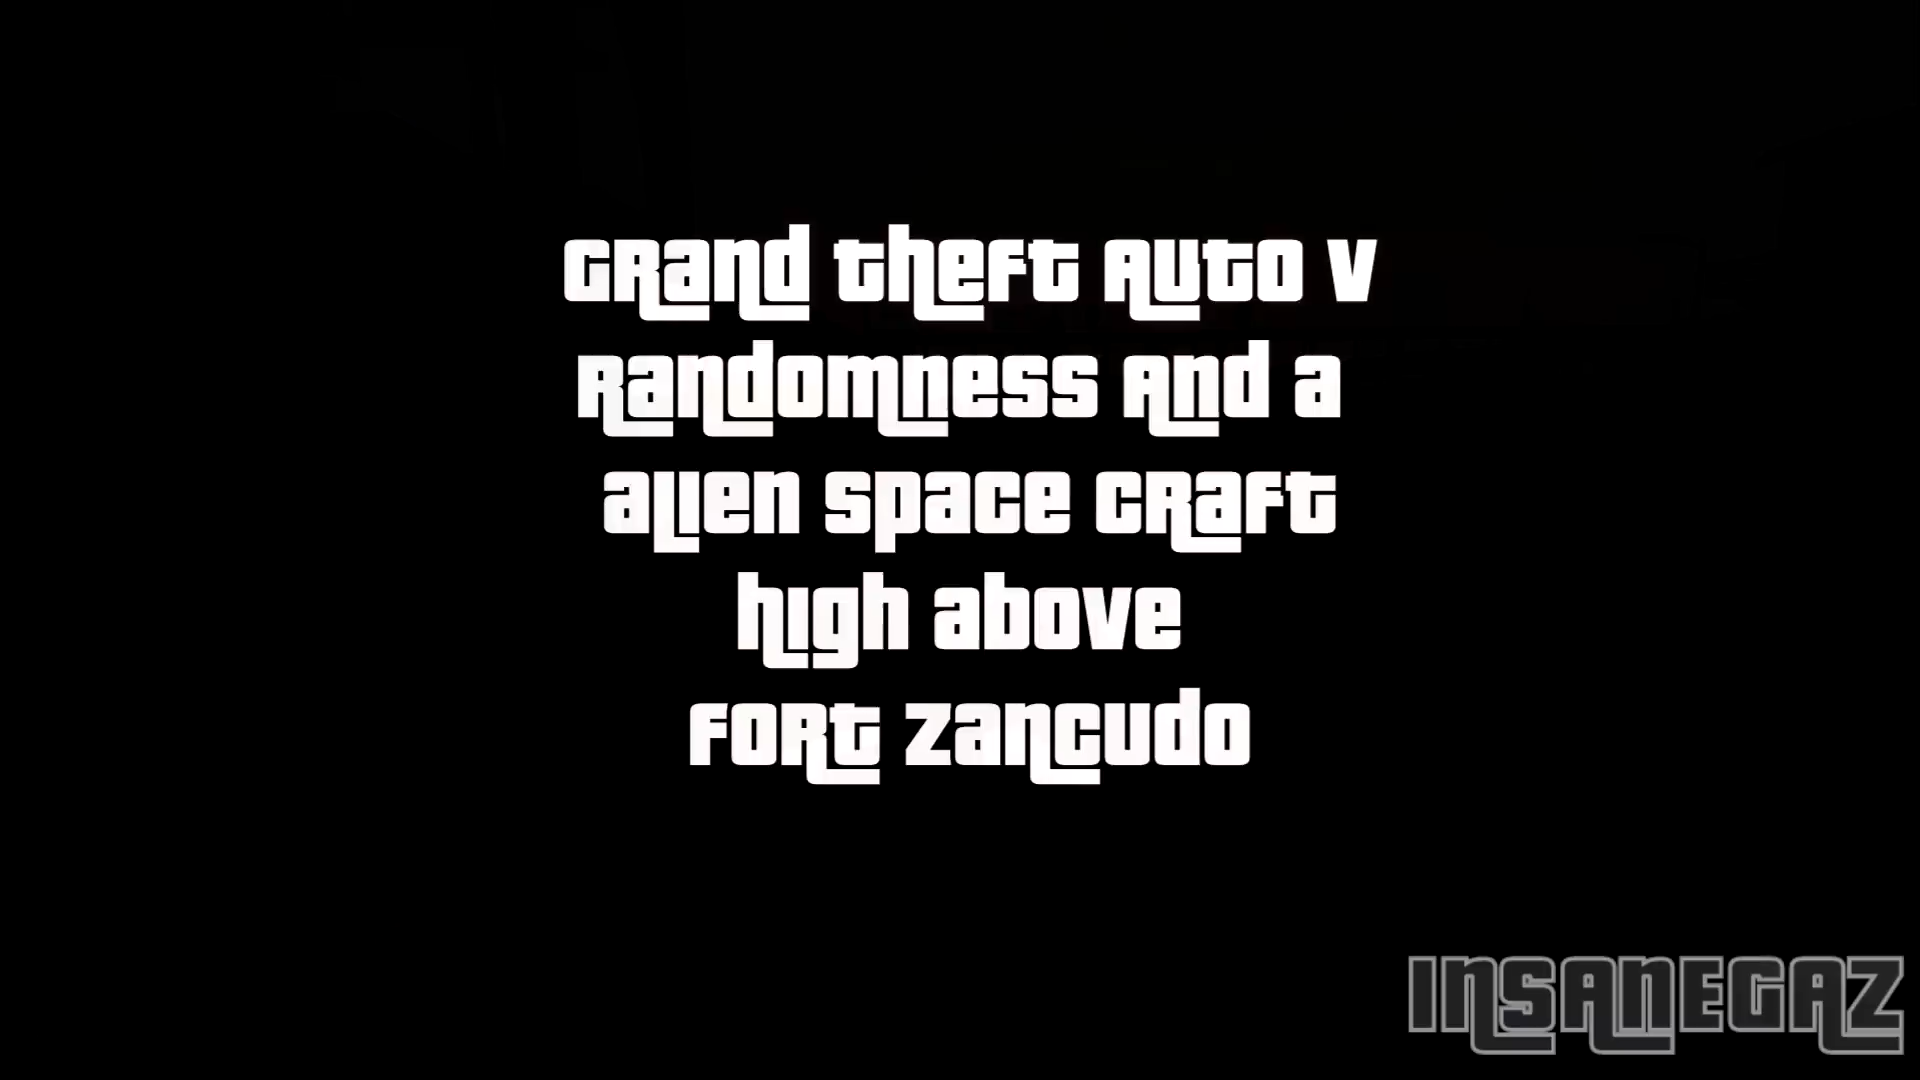 Grand Theft Auto V
Randomness And a
alien space craft
high above
Fort Zancudo
INSANEGAZ